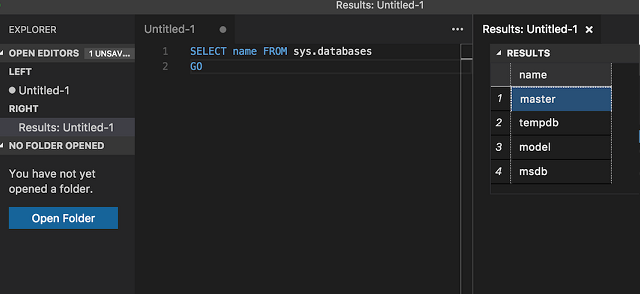 Results: Untitled-1
EXPLORER
OPEN EDITORS 1 UNSAV...
LEFT
Untitled-1
RIGHT
Results: Untitled-1
NO FOLDER OPENED
You have not yet
opened a folder.
Open Folder
Untitled-1
1 SELECT name FROM sys.databases
2 GO
Results: Untitled-1
RESULTS
name
1 master
2 tempdb
3 model
4 msdb